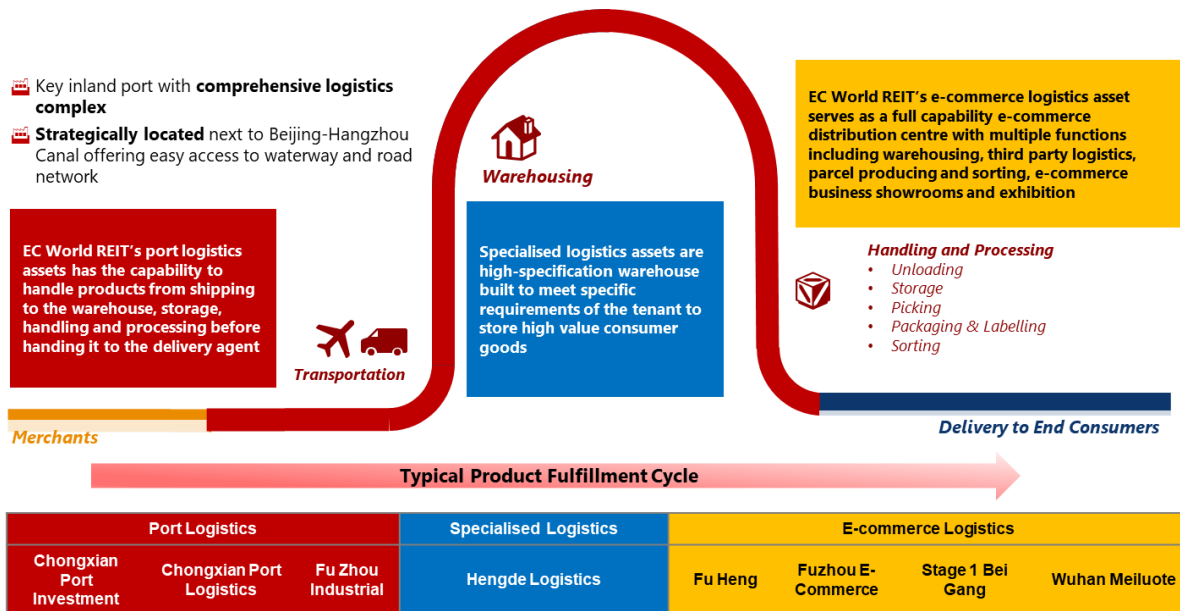 Key inland port with comprehensive logistics
complex
Strategically located next to Beijing-Hangzhou
Canal offering easy access to waterway and road
network
EC World REIT's port logistics
assets has the capability to
handle products from shipping
to the warehouse, storage,
handling and processing before
handing it to the delivery agent
Transportation
Merchants
Warehousing
Specialised logistics assets are
high-specification warehouse
built to meet specific
requirements of the tenant to
store high value consumer
goods
EC World REIT's e-commerce logistics asset
serves as a full capability e-commerce
distribution centre with multiple functions
including warehousing, third party logistics,
parcel producing and sorting, e-commerce
business showrooms and exhibition
Handling and Processing
• Unloading
• Storage
• Picking
• Packaging & Labelling
• Sorting
Delivery to End Consumers
Typical Product Fulfillment Cycle
Port Logistics
Specialised Logistics
E-commerce Logistics
Chongxian
Port
Investment
Chongxian Port
Logistics
Fu Zhou
Industrial
Hengde Logistics
Fu Heng
Fuzhou E-
Commerce
Stage 1 Bei
Gang
Wuhan Meiluote